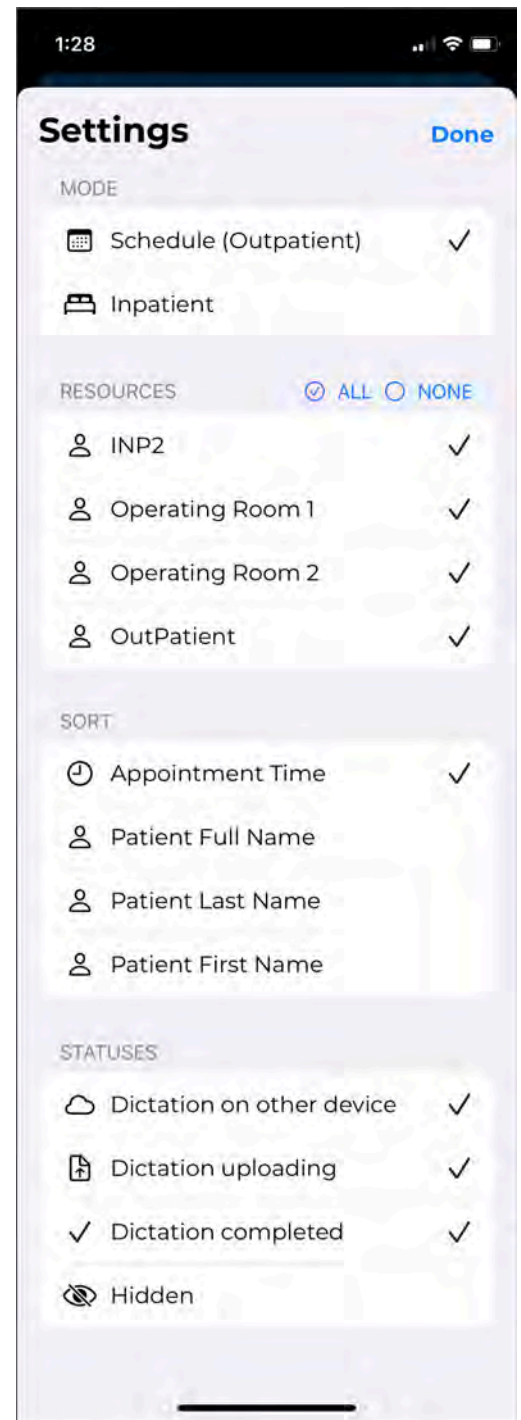 1:28
Settings
Done
MODE
Schedule (Outpatient)
Inpatient
RESOURCES
ALL
NONE
INP2
Operating Room 1
Operating Room 2
OutPatient
SORT
Appointment Time
Patient Full Name
Patient Last Name
Patient First Name
STATUSES
Dictation on other device
Dictation uploading
Dictation completed
Hidden